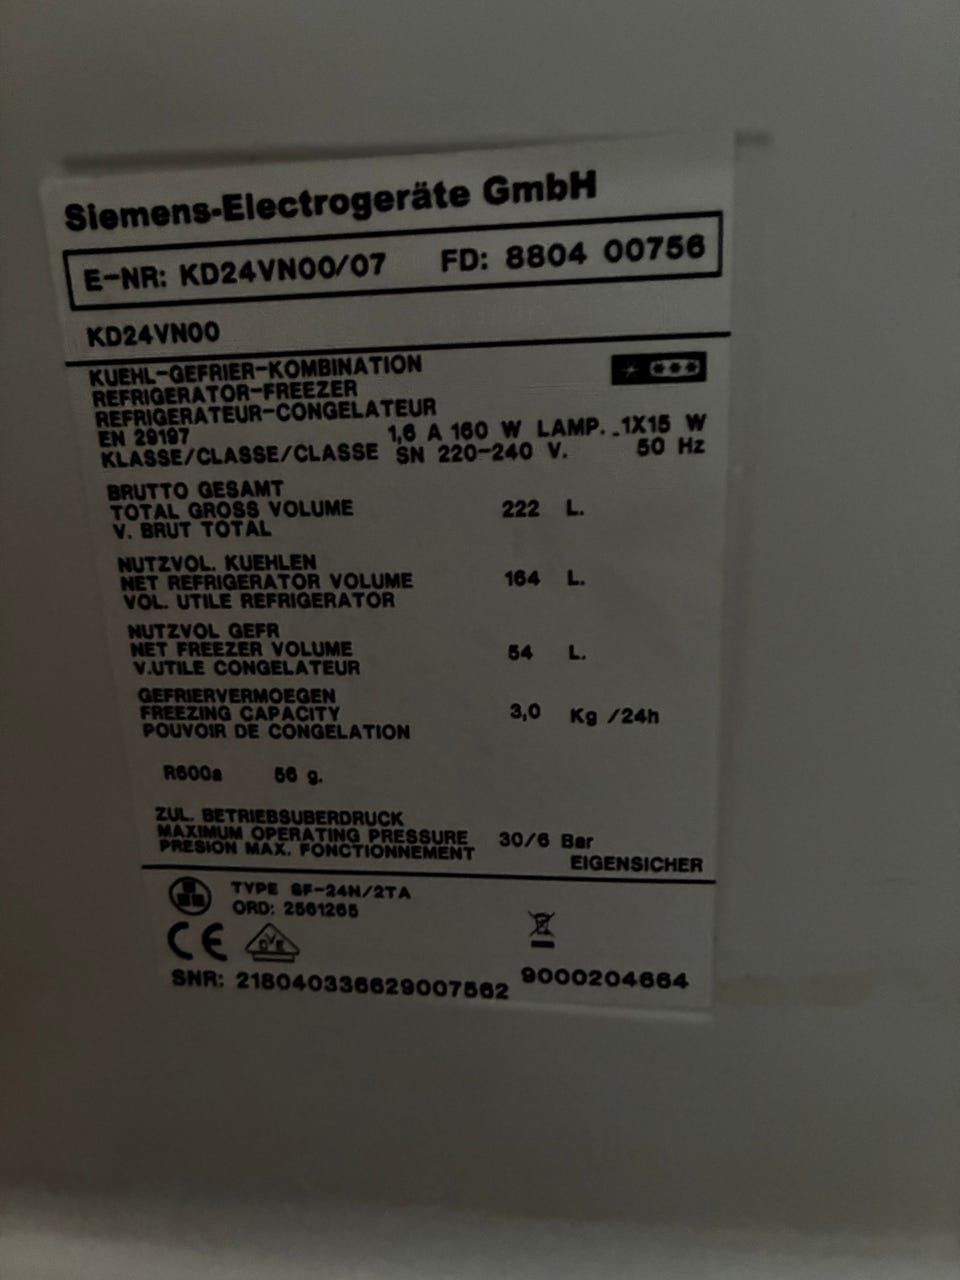 Siemens-Electrogeräte GmbH
E-NR: KD24VN00/07 FD: 8804 00756
KD24VN00
KUEHL-GEFRIER-KOMBINATION
REFRIGERATOR-FREEZER
REFRIGERATEUR-CONGELATEUR
EN 29197 1,6 A 160 W LAMP. 1X15 W
KLASSE/CLASSE/CLASSE SN 220-240 V. 50 Hz
BRUTTO GESAMT
TOTAL GROSS VOLUME 222 L.
V. BRUT TOTAL
NUTZVOL. KUEHLEN
NET REFRIGERATOR VOLUME 164 L.
VOL. UTILE REFRIGERATOR
NUTZVOL GEFR
NET FREEZER VOLUME 54 L.
V.UTILE CONGELATEUR
GEFRIERVERMOEGEN
FREEZING CAPACITY 3,0 Kg /24h
POUVOIR DE CONGELATION
R600a 56 g.
ZUL. BETRIEBSUBERDRUCK
MAXIMUM OPERATING PRESSURE 30/6 Bar
PRESION MAX. FONCTIONNEMENT
EIGENSICHER
TYPE SF-24N/2TA
ORD: 2561265
CE OVE
SNR: 218040336629007562 9000204664